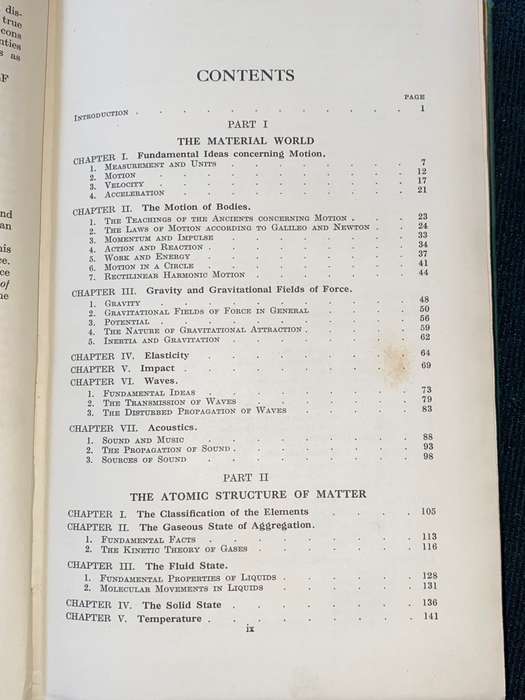 dis-
true
cons
nties
s as
F
nd
an
his
e.
ce
of
ne
CONTENTS
PAGE
INTRODUCTION . . . . . . . . . . . 1
PART I
THE MATERIAL WORLD
CHAPTER I. Fundamental Ideas concerning Motion.
1. MEASUREMENT AND UNITS . . . . . . . . 7
2. MOTION . . . . . . . . . . 12
3. VELOCITY . . . . . . . . . . 17
4. ACCELERATION . . . . . . . . . 21
CHAPTER II. The Motion of Bodies.
1. THE TEACHINGS OF THE ANCIENTS CONCERNING MOTION . . . 23
2. THE LAWS OF MOTION ACCORDING TO GALILEO AND NEWTON . . 24
3. MOMENTUM AND IMPULSE . . . . . . . . 33
4. ACTION AND REACTION . . . . . . . . 34
5. WORK AND ENERGY . . . . . . . . 37
6. MOTION IN A CIRCLE . . . . . . . . 41
7. RECTILINEAR HARMONIC MOTION . . . . . . . 44
CHAPTER III. Gravity and Gravitational Fields of Force.
1. GRAVITY . . . . . . . . . . 48
2. GRAVITATIONAL FIELDS OF FORCE IN GENERAL . . . . 50
3. POTENTIAL . . . . . . . . . . 56
4. THE NATURE OF GRAVITATIONAL ATTRACTION . . . . . 59
5. INERTIA AND GRAVITATION . . . . . . . . 62
CHAPTER IV. Elasticity . . . . . . . . 64
CHAPTER V. Impact . . . . . . . . . 69
CHAPTER VI. Waves.
1. FUNDAMENTAL IDEAS . . . . . . . . 73
2. THE TRANSMISSION OF WAVES . . . . . . . 79
3. THE DISTURBED PROPAGATION OF WAVES . . . . . 83
CHAPTER VII. Acoustics.
1. SOUND AND MUSIC . . . . . . . . 88
2. THE PROPAGATION OF SOUND . . . . . . . 93
3. SOURCES OF SOUND . . . . . . . . 98
PART II
THE ATOMIC STRUCTURE OF MATTER
CHAPTER I. The Classification of the Elements . . . . 105
CHAPTER II. The Gaseous State of Aggregation.
1. FUNDAMENTAL FACTS . . . . . . . . 113
2. THE KINETIC THEORY OF GASES . . . . . . . 116
CHAPTER III. The Fluid State.
1. FUNDAMENTAL PROPERTIES OF LIQUIDS . . . . . . 128
2. MOLECULAR MOVEMENTS IN LIQUIDS . . . . . . 131
CHAPTER IV. The Solid State . . . . . . . 136
CHAPTER V. Temperature . . . . . . . . 141
ix